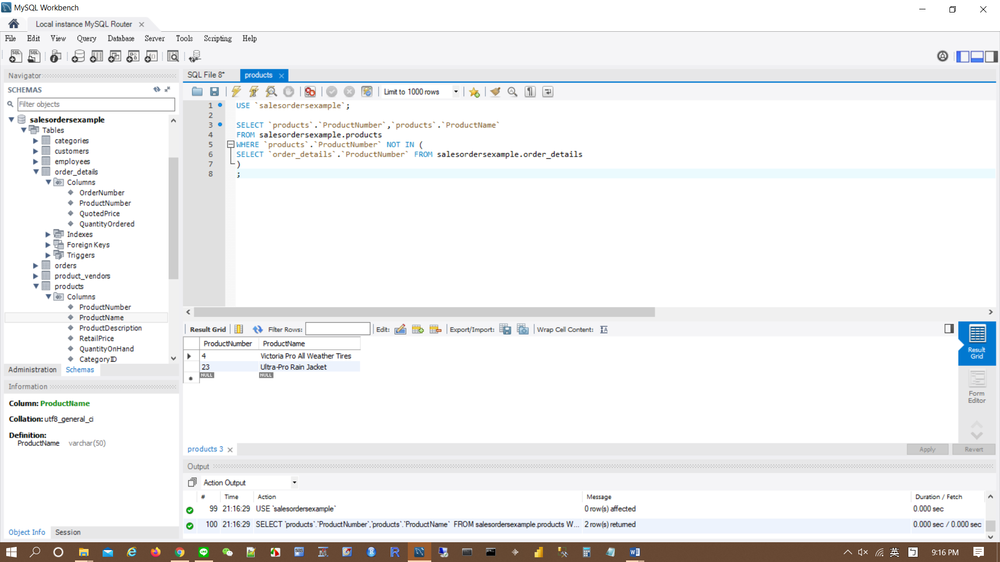 MySQL Workbench
Local instance MySQL Router
File Edit View Query Database Server Tools Scripting Help
Navigator
SCHEMAS
Filter objects
salesordersexample
Tables
categories
customers
employees
order_details
Columns
OrderNumber
ProductNumber
QuotedPrice
QuantityOrdered
Indexes
Foreign Keys
Triggers
orders
product_vendors
products
Columns
ProductNumber
ProductName
ProductDescription
RetailPrice
QuantityOnHand
CategoryID
Administration Schemas
Information
Column: ProductName
Collation: utf8_general_ci
Definition:
ProductName varchar(50)
Object Info Session
SQL File 8* products
Limit to 1000 rows
1 USE `salesordersexample`;
2
3 SELECT `products`.`ProductNumber`,`products`.`ProductName`
4 FROM salesordersexample.products
5 WHERE `products`.`ProductNumber` NOT IN (
6 SELECT `order_details`.`ProductNumber` FROM salesordersexample.order_details
7 )
8 ;
Result Grid Filter Rows: Edit: Export/Import: Wrap Cell Content:
ProductNumber ProductName
4 Victoria Pro All Weather Tires
23 Ultra-Pro Rain Jacket
NULL NULL
Result
Grid
Form
Editor
products 3
Apply Revert
Output
Action Output
# Time Action Message Duration / Fetch
99 21:16:29 USE `salesordersexample` 0 row(s) affected 0.000 sec
100 21:16:29 SELECT `products`.`ProductNumber`,`products`.`ProductName` FROM salesordersexample.products W... 2 row(s) returned 0.000 sec / 0.000 sec
英 9:16 PM